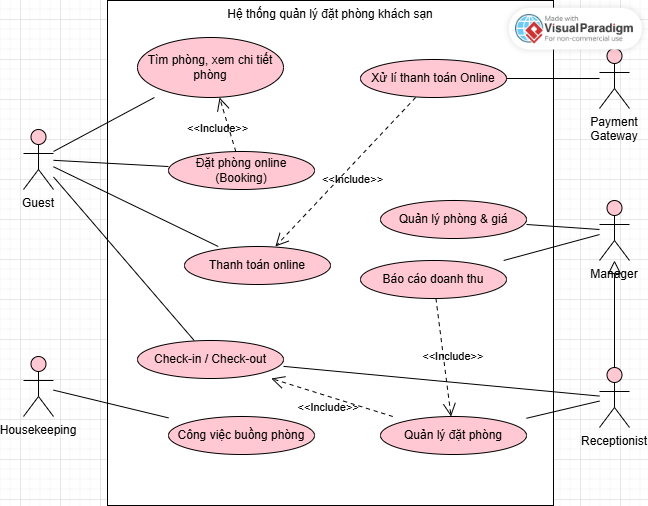 Hệ thống quản lý đặt phòng khách sạn
Made with
VisualParadigm
For non-commercial use
Tìm phòng, xem chi tiết
phòng
Xử lí thanh toán Online
Payment
Gateway
<<Include>>
Đặt phòng online
(Booking)
<<Include>>
Guest
Quản lý phòng & giá
Thanh toán online
Báo cáo doanh thu
Manager
Check-in / Check-out
<<Include>>
<<Include>>
Housekeeping
Công việc buồng phòng
Quản lý đặt phòng
Receptionist